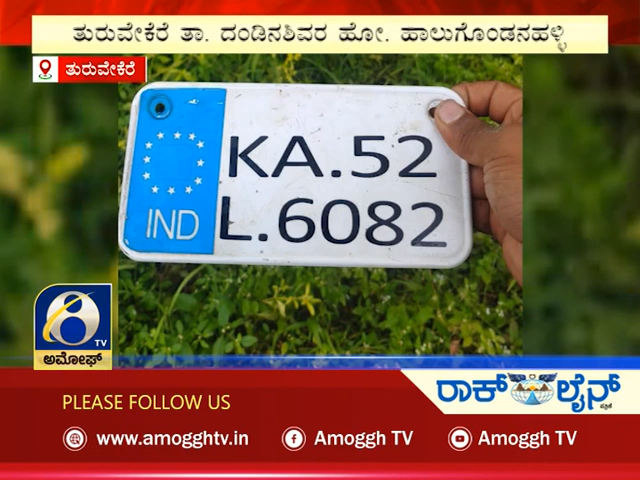 ತುರುವೇಕೆರೆ ತಾ. ದಂಡಿನಶಿವರ ಹೋ. ಹಾಲುಗೊಂಡನಹಳ್ಳಿ
ತುರುವೇಕೆರೆ
KA.52
IND L.6082
TV
ಅಮೋಘ್
ರಾಕ್ ಲೈನ್
PLEASE FOLLOW US
www.amogghtv.in Amoggh TV Amoggh TV